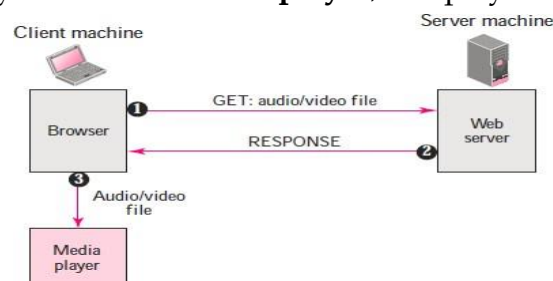 Server machine
Client machine
1
GET: audio/video file
Browser
Web
server
RESPONSE
2
3
Audio/video
file
Media
player